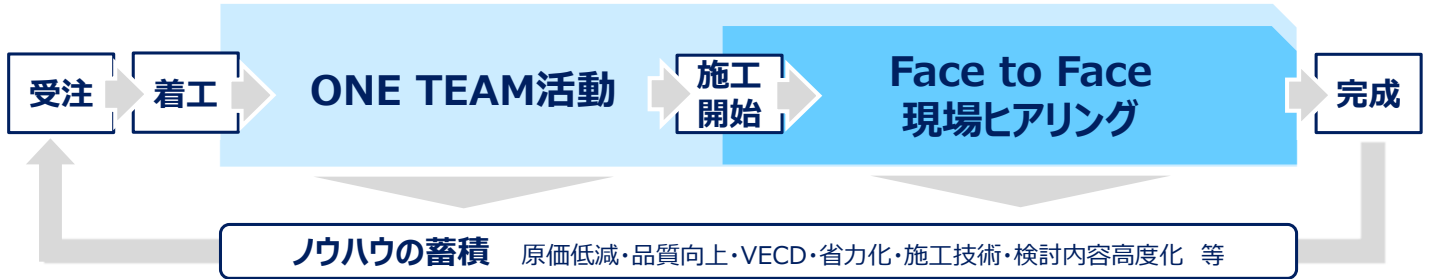 受注
着工
ONE TEAM活動
施工
開始
Face to Face
現場ヒアリング
完成
ノウハウの蓄積 原価低減・品質向上・VECD・省力化・施工技術・検討内容高度化 等